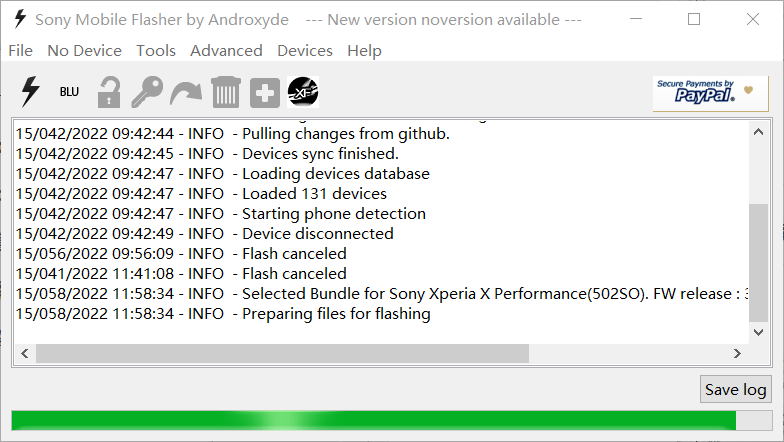 Sony Mobile Flasher by Androxyde --- New version noversion available ---
File No Device Tools Advanced Devices Help
BLU
XF
Secure Payments by
PayPal.
15/042/2022 09:42:44 - INFO - Pulling changes from github.
15/042/2022 09:42:45 - INFO - Devices sync finished.
15/042/2022 09:42:47 - INFO - Loading devices database
15/042/2022 09:42:47 - INFO - Loaded 131 devices
15/042/2022 09:42:47 - INFO - Starting phone detection
15/042/2022 09:42:49 - INFO - Device disconnected
15/056/2022 09:56:09 - INFO - Flash canceled
15/041/2022 11:41:08 - INFO - Flash canceled
15/058/2022 11:58:34 - INFO - Selected Bundle for Sony Xperia X Performance(502SO). FW release :
15/058/2022 11:58:34 - INFO - Preparing files for flashing
Save log